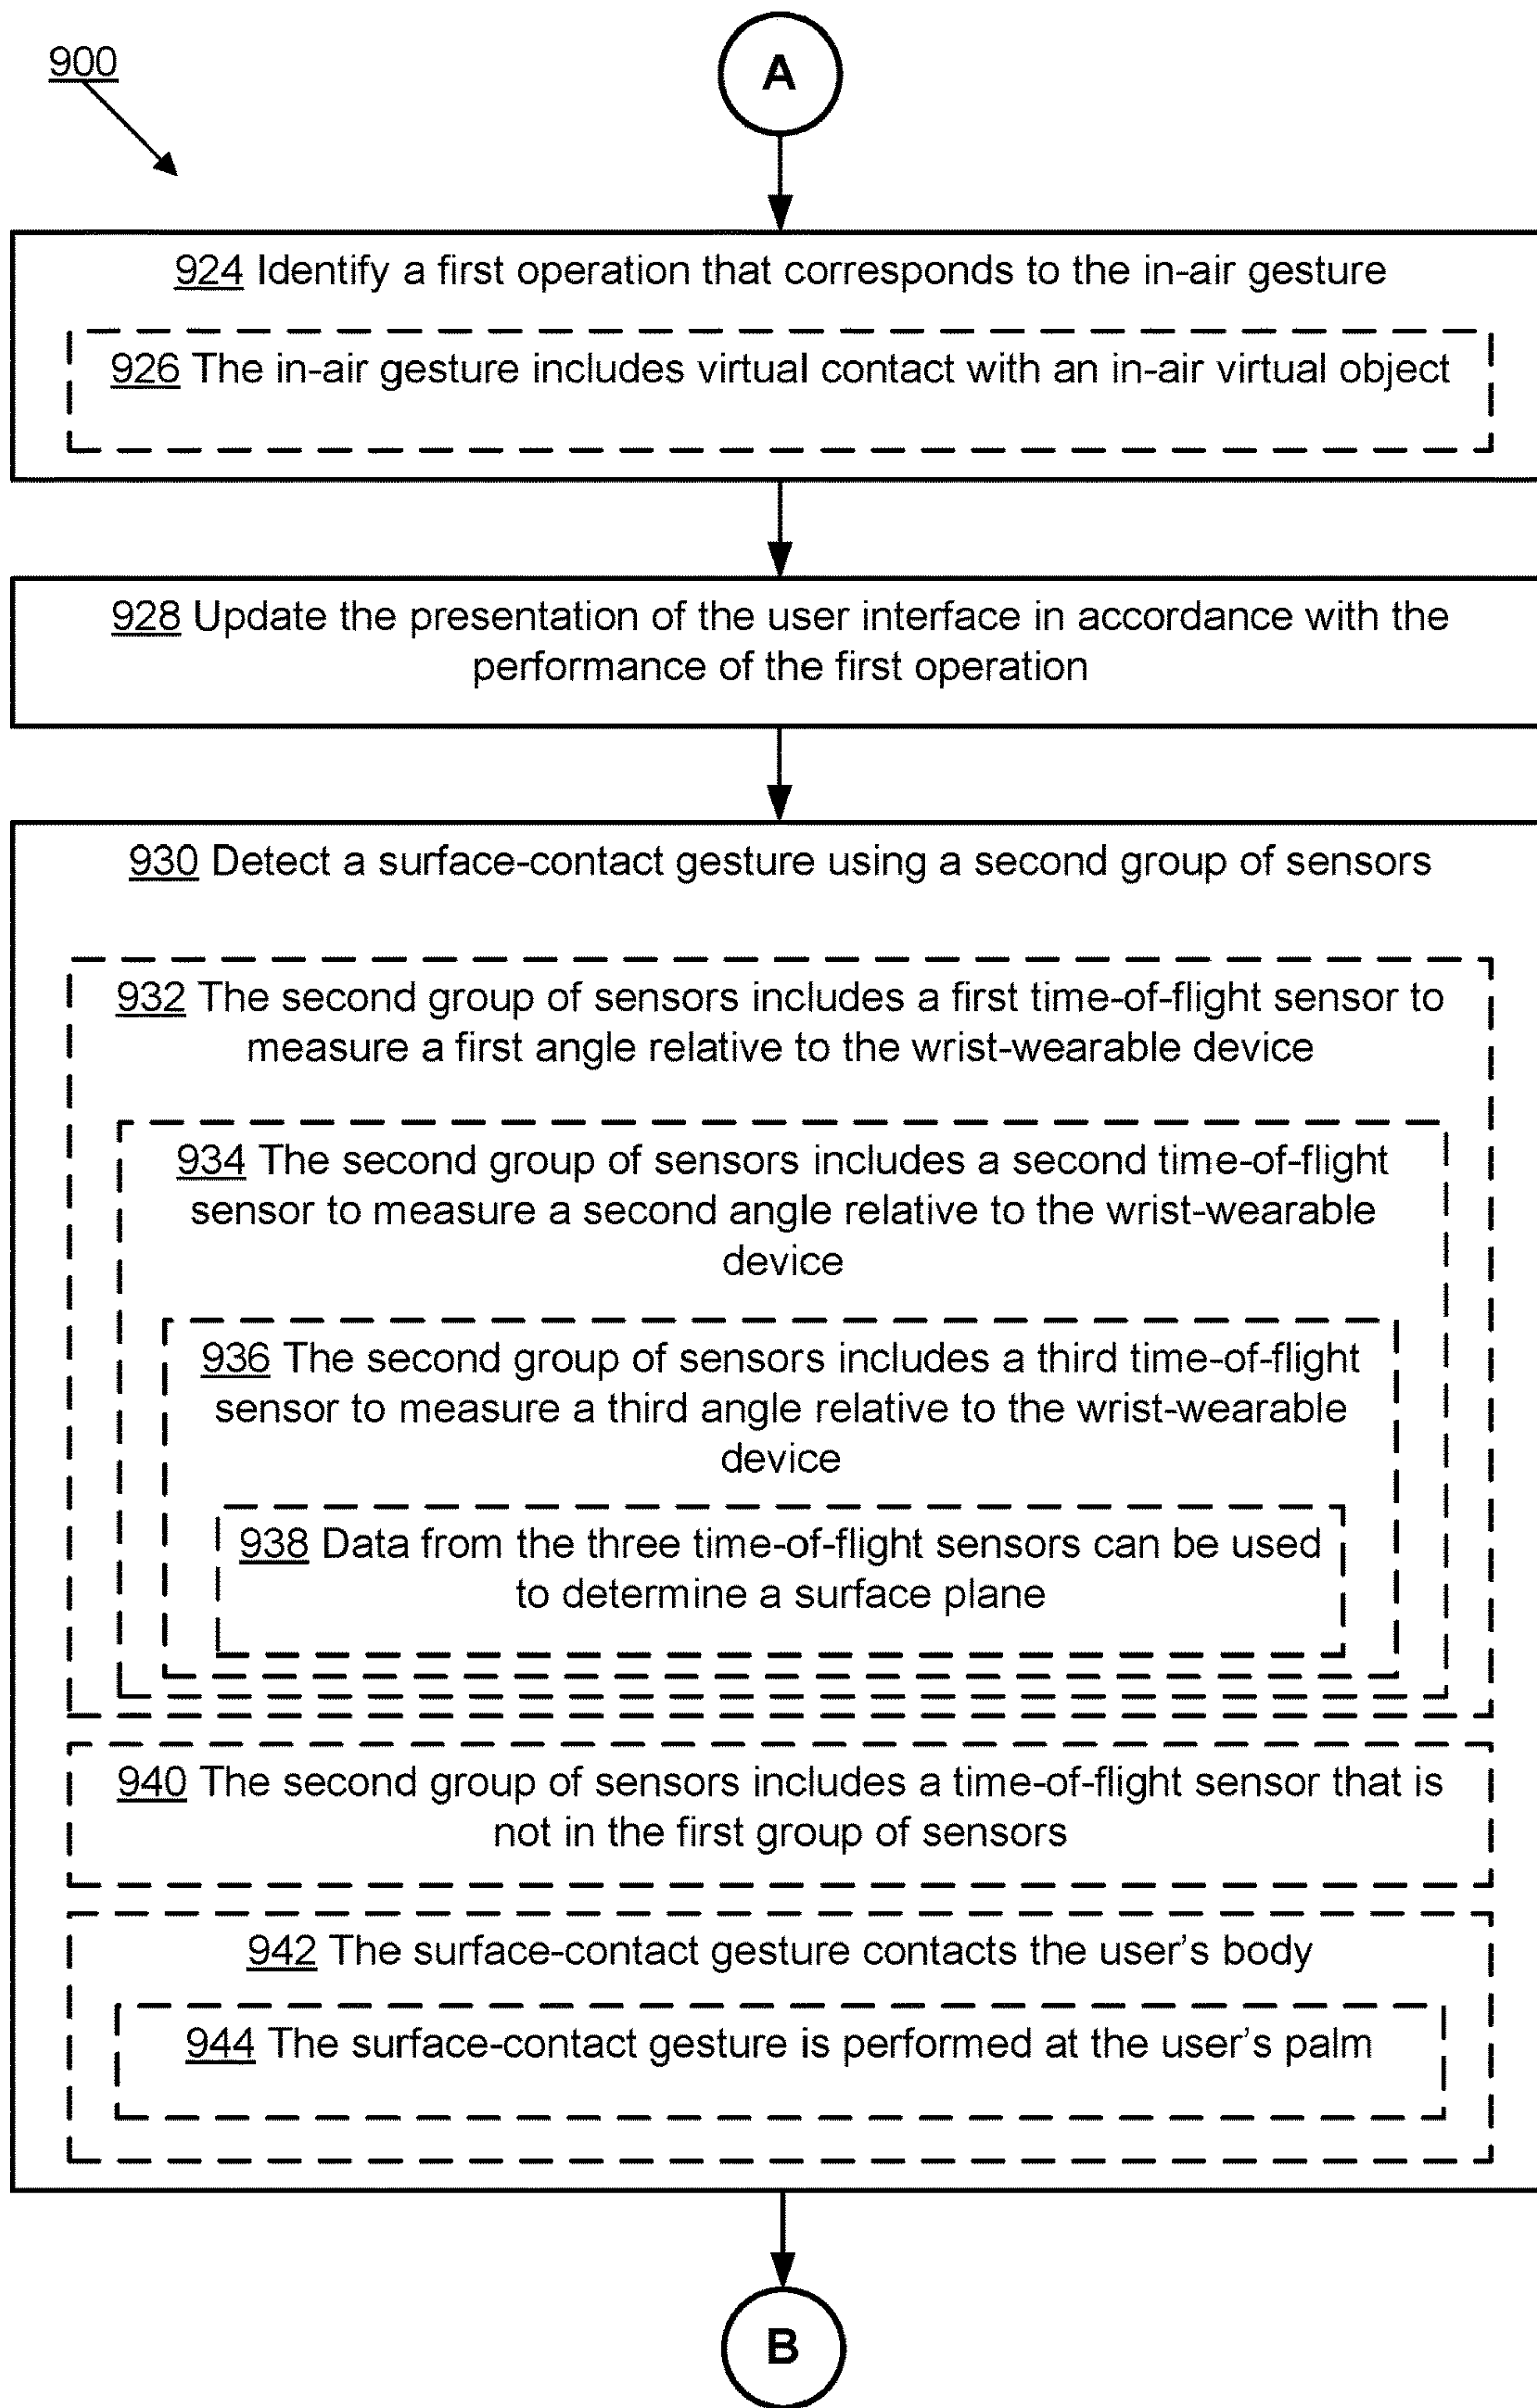 900
A
924 Identify a first operation that corresponds to the in-air gesture
926 The in-air gesture includes virtual contact with an in-air virtual object
928 Update the presentation of the user interface in accordance with the
performance of the first operation
930 Detect a surface-contact gesture using a second group of sensors
932 The second group of sensors includes a first time-of-flight sensor to
measure a first angle relative to the wrist-wearable device
934 The second group of sensors includes a second time-of-flight
sensor to measure a second angle relative to the wrist-wearable
device
936 The second group of sensors includes a third time-of-flight
sensor to measure a third angle relative to the wrist-wearable
device
938 Data from the three time-of-flight sensors can be used
to determine a surface plane
940 The second group of sensors includes a time-of-flight sensor that is
not in the first group of sensors
942 The surface-contact gesture contacts the user's body
944 The surface-contact gesture is performed at the user's palm
B